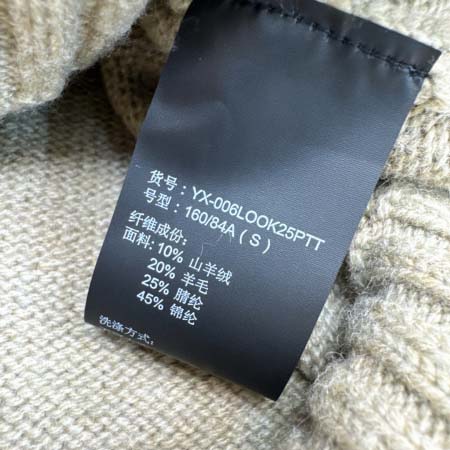 货号：YX-006LOOK25PTT
号型：160/84A（S）
纤维成份：
面料：10% 山羊绒
20% 羊毛
25% 腈纶
45% 锦纶
洗涤方式：